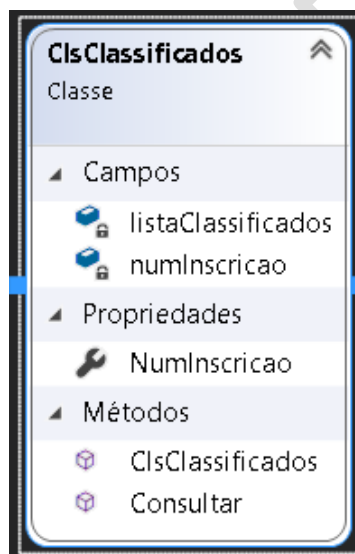 ClsClassificados
Classe
Campos
listaClassificados
numInscricao
Propriedades
NumInscricao
Métodos
ClsClassificados
Consultar